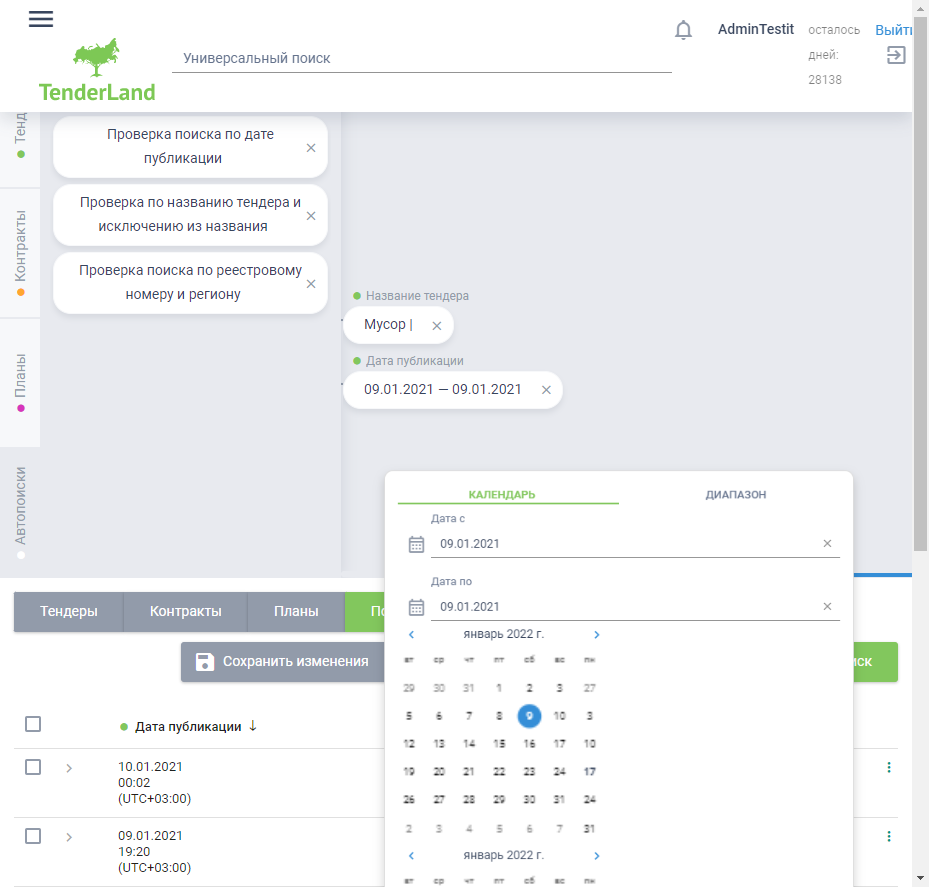 AdminTestit
осталось
дней:
28138
Выйти
Универсальный поиск
TenderLand
Тенд
Контракты
Планы
Автопоиски
Проверка поиска по дате
публикации
Проверка по названию тендера и
исключению из названия
Проверка поиска по реестровому
номеру и региону
Название тендера
Мусор |
Дата публикации
09.01.2021 — 09.01.2021
КАЛЕНДАРЬ ДИАПАЗОН
Дата с
09.01.2021
Дата по
09.01.2021
январь 2022 г.
вт ср чт пт сб вс пн
29 30 31 1 2 3 27
5 6 7 8 9 10 3
12 13 14 15 16 17 10
19 20 21 22 23 24 17
26 27 28 29 30 31 24
2 3 4 5 6 7 31
январь 2022 г.
вт ср чт пт сб вс пн
Тендеры Контракты Планы По
Сохранить изменения
иск
Дата публикации ↓
10.01.2021
00:02
(UTC+03:00)
09.01.2021
19:20
(UTC+03:00)